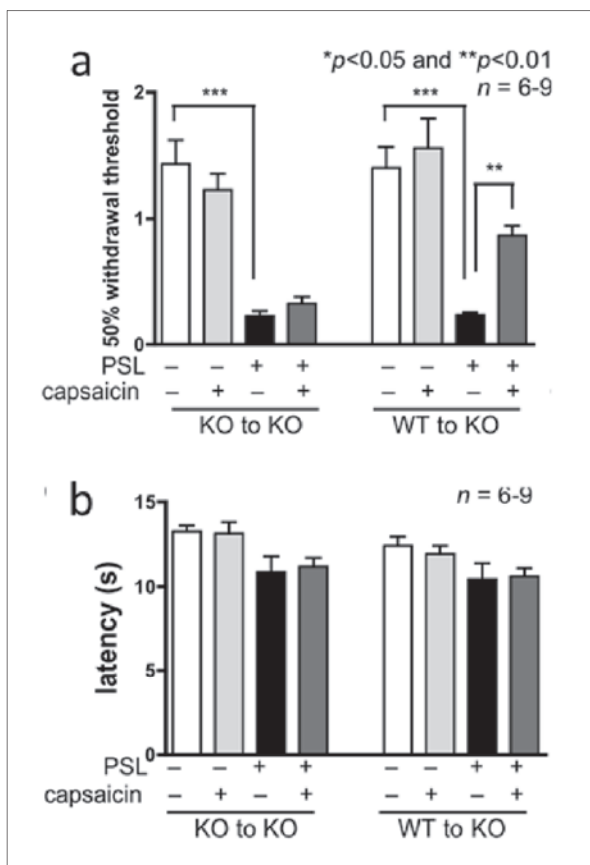 a
*p<0.05 and **p<0.01
n = 6-9
50% withdrawal threshold
2
1
0
***
***
**
PSL – – + + – – + +
capsaicin – + – + – + – +
KO to KO WT to KO
b
n = 6-9
latency (s)
15
10
5
0
PSL – – + + – – + +
capsaicin – + – + – + – +
KO to KO WT to KO